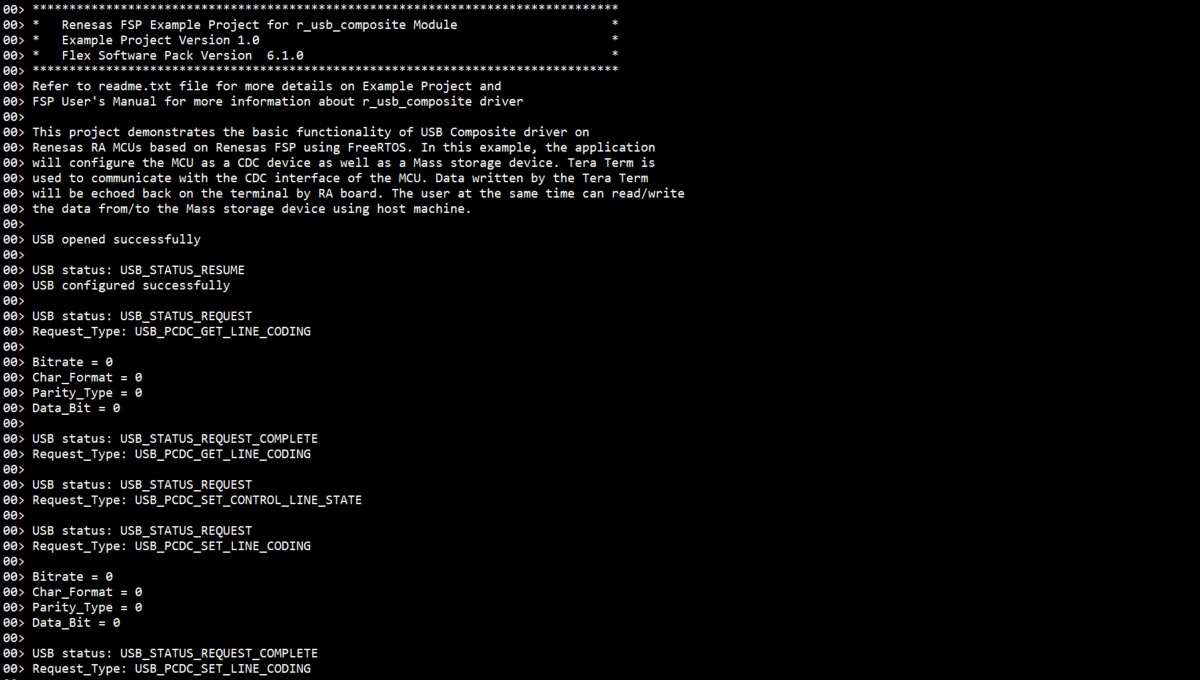 00> ********************************************************************************
00> *   Renesas FSP Example Project for r_usb_composite Module                     *
00> *   Example Project Version 1.0                                                *
00> *   Flex Software Pack Version  6.1.0                                          *
00> ********************************************************************************
00> Refer to readme.txt file for more details on Example Project and
00> FSP User's Manual for more information about r_usb_composite driver
00>
00> This project demonstrates the basic functionality of USB Composite driver on
00> Renesas RA MCUs based on Renesas FSP using FreeRTOS. In this example, the application
00> will configure the MCU as a CDC device as well as a Mass storage device. Tera Term is
00> used to communicate with the CDC interface of the MCU. Data written by the Tera Term
00> will be echoed back on the terminal by RA board. The user at the same time can read/write
00> the data from/to the Mass storage device using host machine.
00>
00> USB opened successfully
00>
00> USB status: USB_STATUS_RESUME
00> USB configured successfully
00>
00> USB status: USB_STATUS_REQUEST
00> Request_Type: USB_PCDC_GET_LINE_CODING
00>
00> Bitrate = 0
00> Char_Format = 0
00> Parity_Type = 0
00> Data_Bit = 0
00>
00> USB status: USB_STATUS_REQUEST_COMPLETE
00> Request_Type: USB_PCDC_GET_LINE_CODING
00>
00> USB status: USB_STATUS_REQUEST
00> Request_Type: USB_PCDC_SET_CONTROL_LINE_STATE
00>
00> USB status: USB_STATUS_REQUEST
00> Request_Type: USB_PCDC_SET_LINE_CODING
00>
00> Bitrate = 0
00> Char_Format = 0
00> Parity_Type = 0
00> Data_Bit = 0
00>
00> USB status: USB_STATUS_REQUEST_COMPLETE
00> Request_Type: USB_PCDC_SET_LINE_CODING